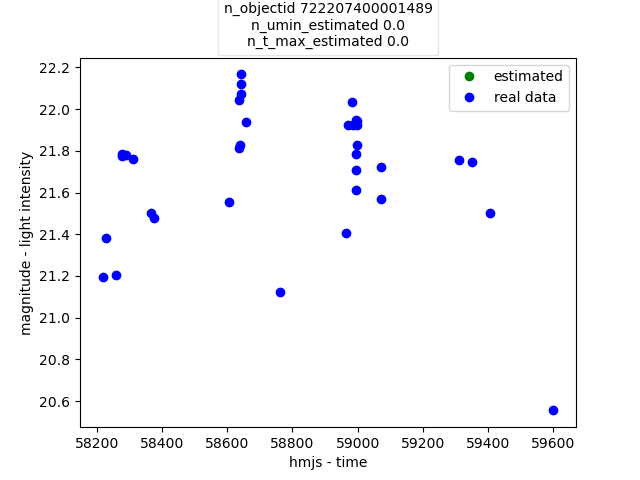 n_objectid 722207400001489
n_umin_estimated 0.0
n_t_max_estimated 0.0
estimated
real data
magnitude - light intensity
22.2
22.0
21.8
21.6
21.4
21.2
21.0
20.8
20.6
58200 58400 58600 58800 59000 59200 59400 59600
hmjs - time